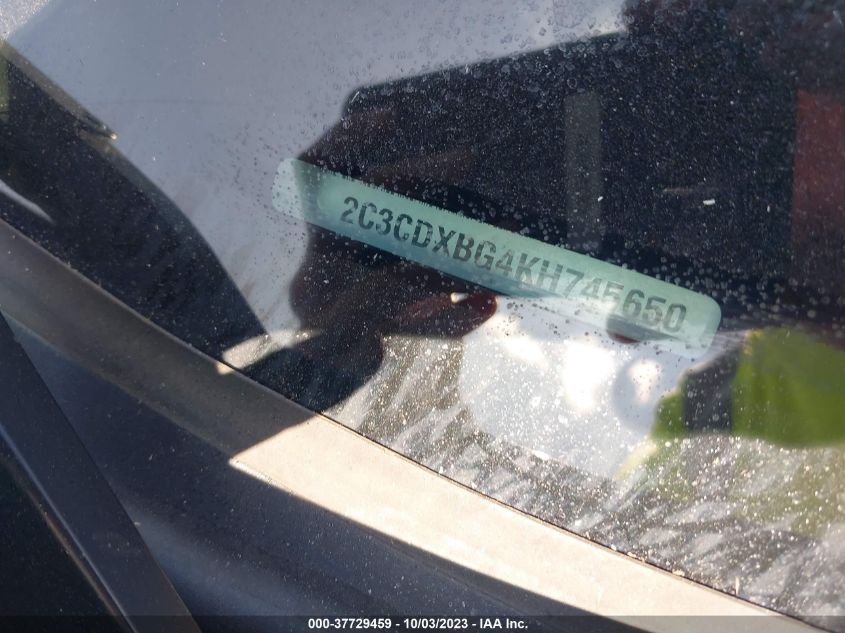 2C3CDXBG4KH745650
000-37729459 - 10/03/2023 - IAA Inc.